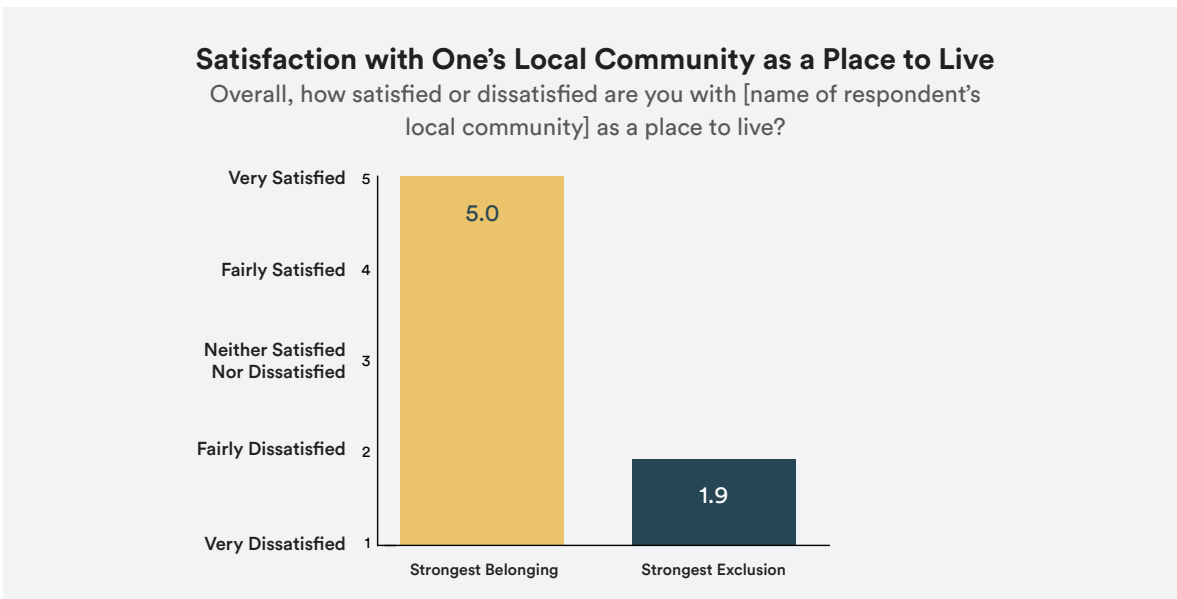 Satisfaction with One’s Local Community as a Place to Live
Overall, how satisfied or dissatisfied are you with [name of respondent’s
local community] as a place to live?
Very Satisfied 5
5.0
Fairly Satisfied 4
Neither Satisfied
Nor Dissatisfied 3
Fairly Dissatisfied 2
1.9
Very Dissatisfied 1
Strongest Belonging Strongest Exclusion